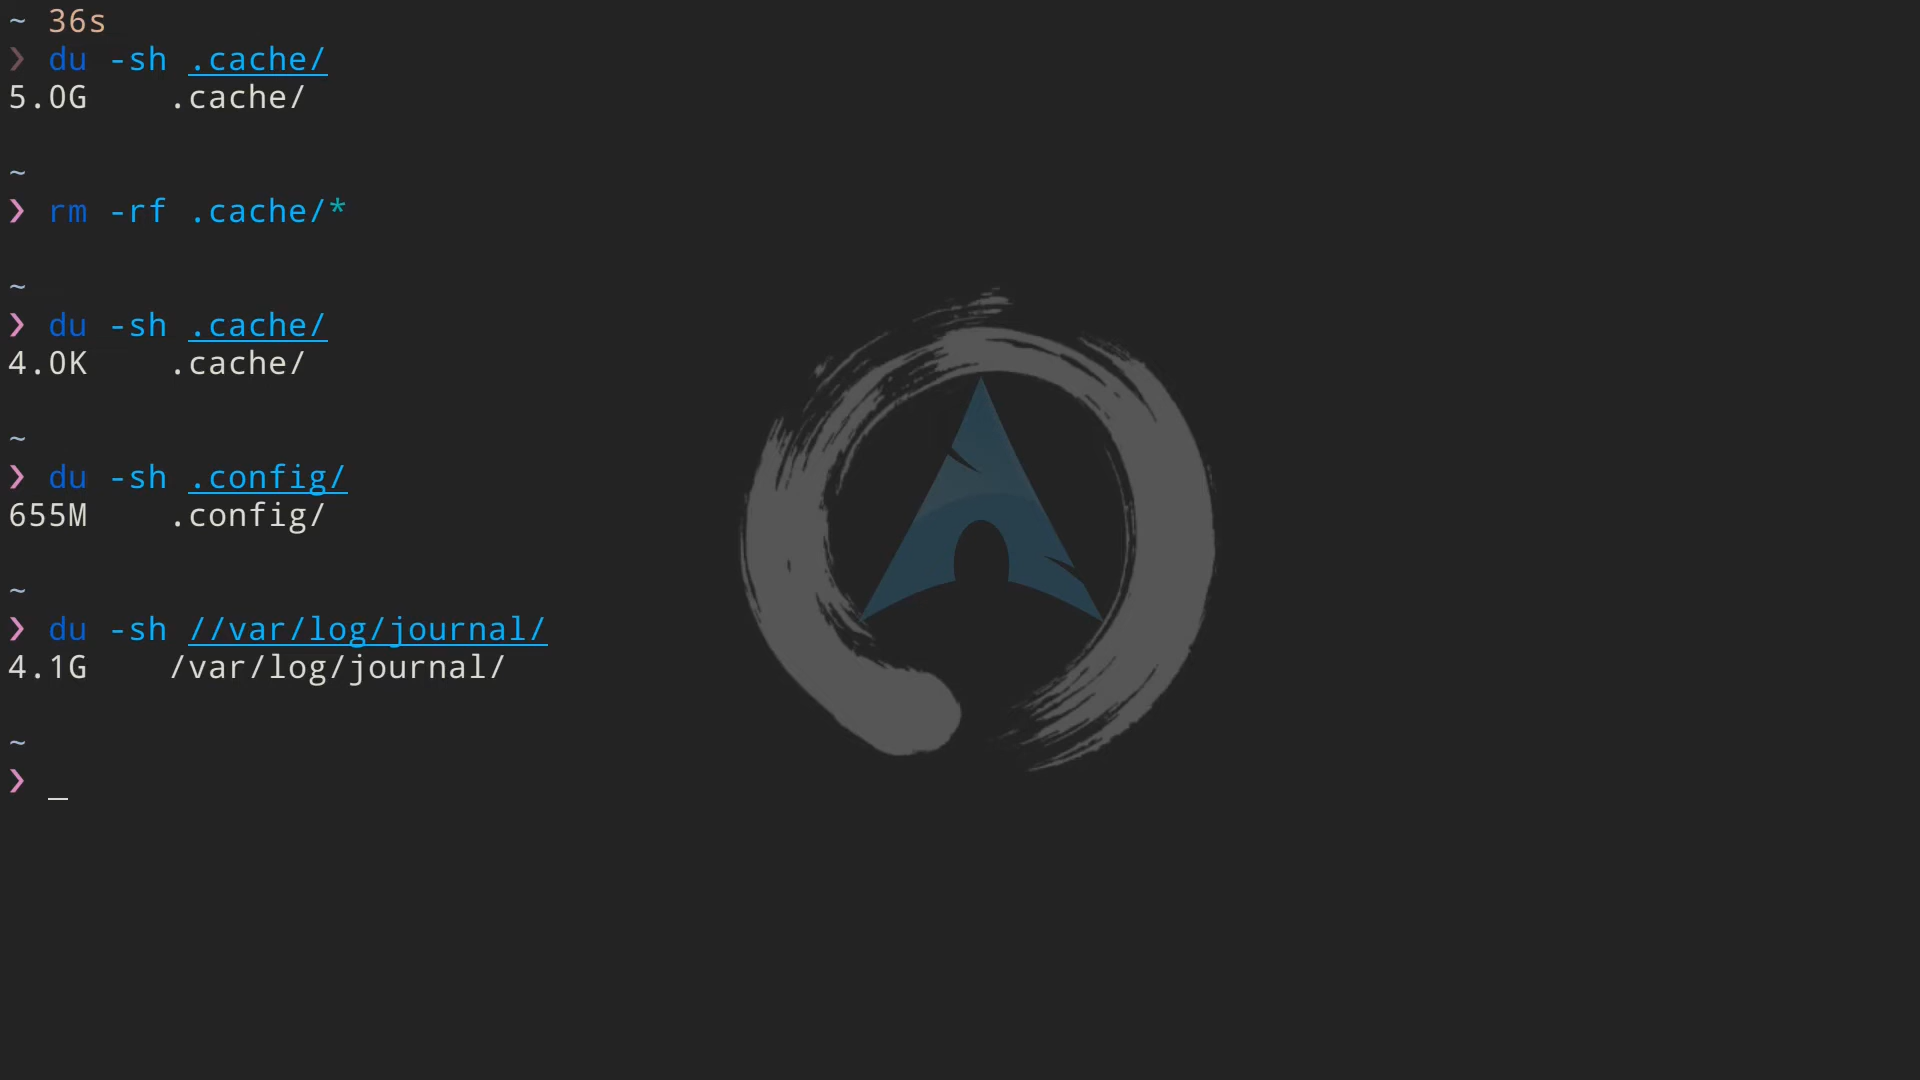 ~ 36s
❯ du -sh .cache/
5.0G    .cache/
~
❯ rm -rf .cache/*
~
❯ du -sh .cache/
4.0K    .cache/
~
❯ du -sh .config/
655M    .config/
~
❯ du -sh //var/log/journal/
4.1G    /var/log/journal/
~
❯ _